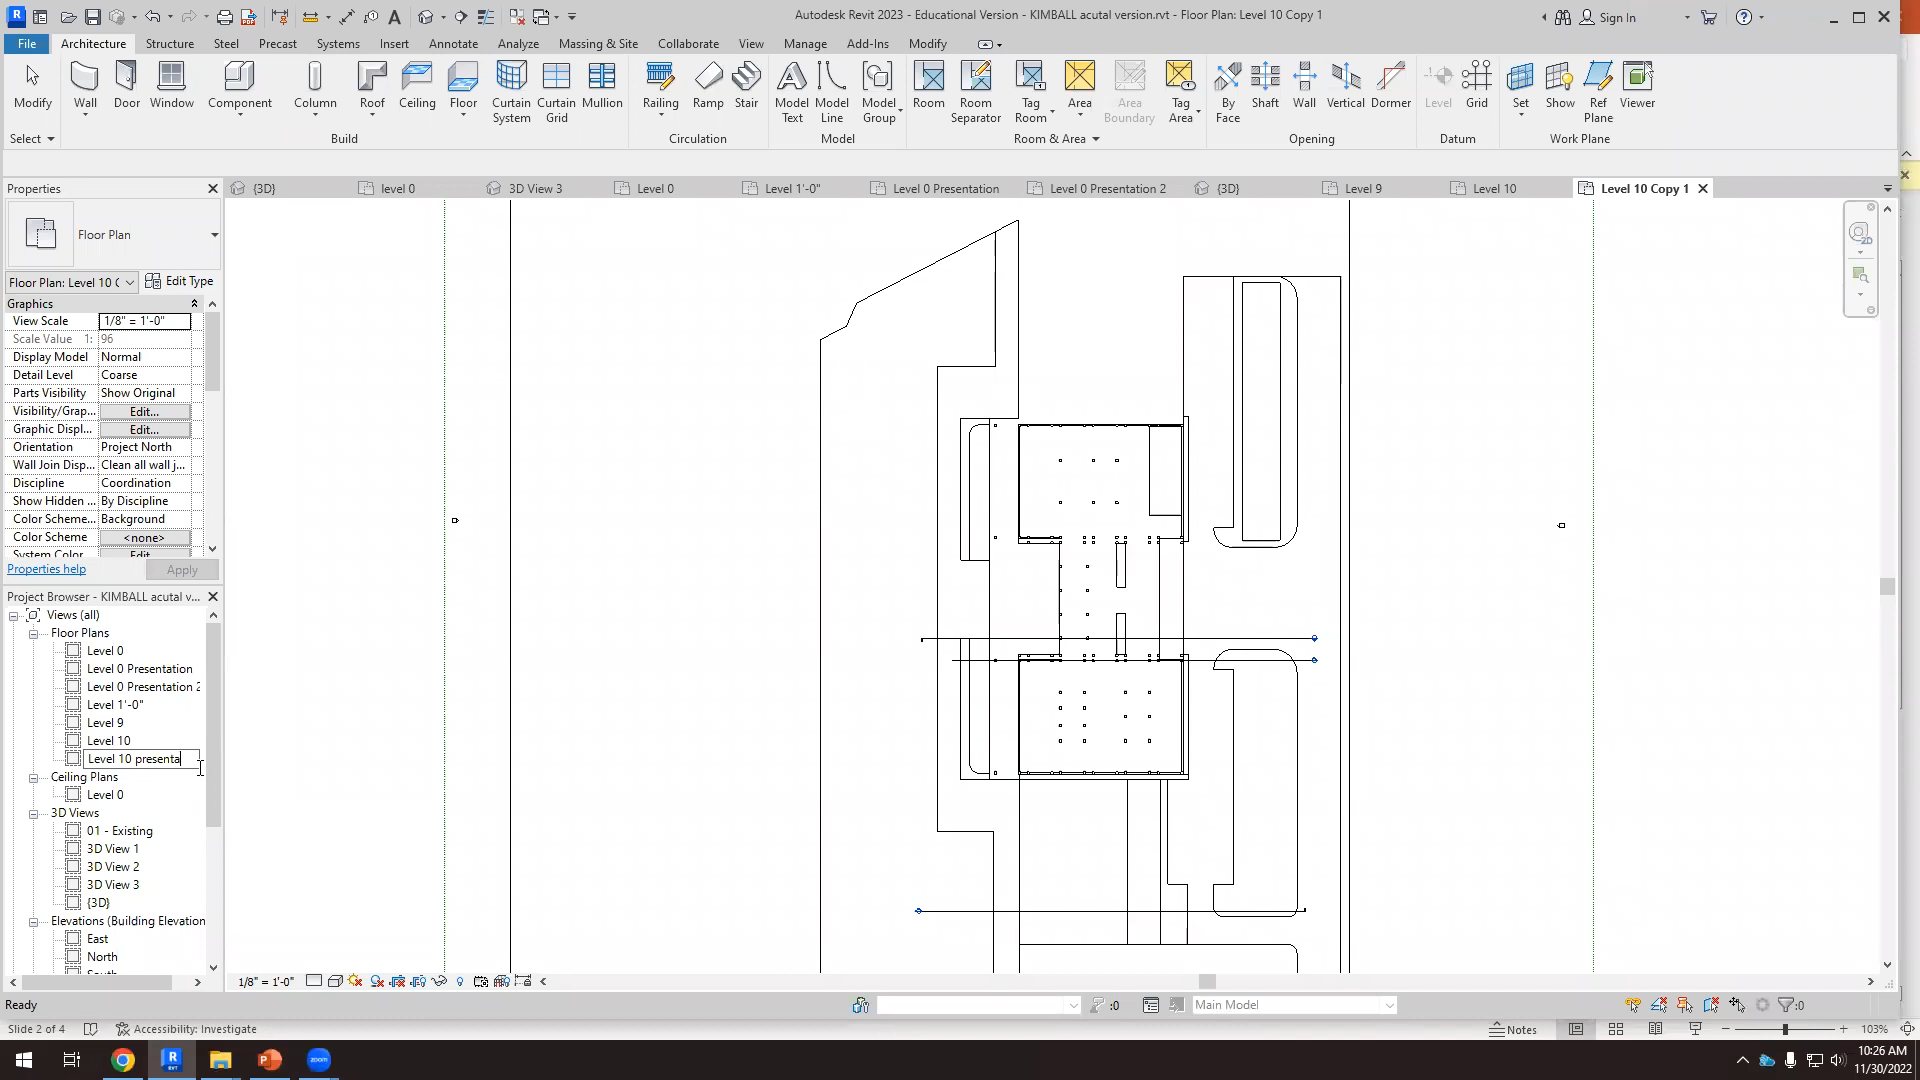 Autodesk Revit 2023 - Educational Version - KIMBALL acutal version.rvt - Floor Plan: Level 10 Copy 1
Sign In
File Architecture Structure Steel Precast Systems Insert Annotate Analyze Massing & Site Collaborate View Manage Add-Ins Modify
Modify Wall Door Window Component Column Roof Ceiling Floor Curtain System Curtain Grid Mullion Railing Ramp Stair Model Text Model Line Model Group Room Room Separator Tag Room Area Area Boundary Tag Area By Face Shaft Wall Vertical Dormer Level Grid Set Show Ref Plane Viewer
Select Build Circulation Model Room & Area Opening Datum Work Plane
Properties
{3D} level 0 3D View 3 Level 0 Level 1'-0" Level 0 Presentation Level 0 Presentation 2 {3D} Level 9 Level 10 Level 10 Copy 1
Floor Plan
Floor Plan: Level 10 C Edit Type
Graphics
View Scale 1/8" = 1'-0"
Scale Value 1: 96
Display Model Normal
Detail Level Coarse
Parts Visibility Show Original
Visibility/Grap... Edit...
Graphic Displ... Edit...
Orientation Project North
Wall Join Disp... Clean all wall j...
Discipline Coordination
Show Hidden ... By Discipline
Color Scheme... Background
Color Scheme <none>
System Color Edit
Properties help Apply
Project Browser - KIMBALL acutal v...
Views (all)
Floor Plans
Level 0
Level 0 Presentation
Level 0 Presentation 2
Level 1'-0"
Level 9
Level 10
Level 10 presenta
Ceiling Plans
Level 0
3D Views
01 - Existing
3D View 1
3D View 2
3D View 3
{3D}
Elevations (Building Elevation
East
North
South
1/8" = 1'-0"
Ready :0 Main Model :0
Slide 2 of 4 Accessibility: Investigate Notes 103%
10:26 AM
11/30/2022